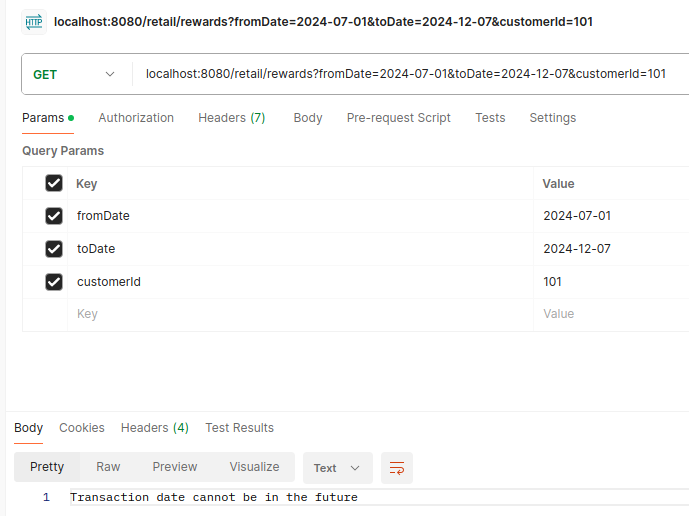 HTTP localhost:8080/retail/rewards?fromDate=2024-07-01&toDate=2024-12-07&customerId=101
GET localhost:8080/retail/rewards?fromDate=2024-07-01&toDate=2024-12-07&customerId=101
Params Authorization Headers (7) Body Pre-request Script Tests Settings
Query Params
Key Value
fromDate 2024-07-01
toDate 2024-12-07
customerId 101
Key Value
Body Cookies Headers (4) Test Results
Pretty Raw Preview Visualize Text
1 Transaction date cannot be in the future